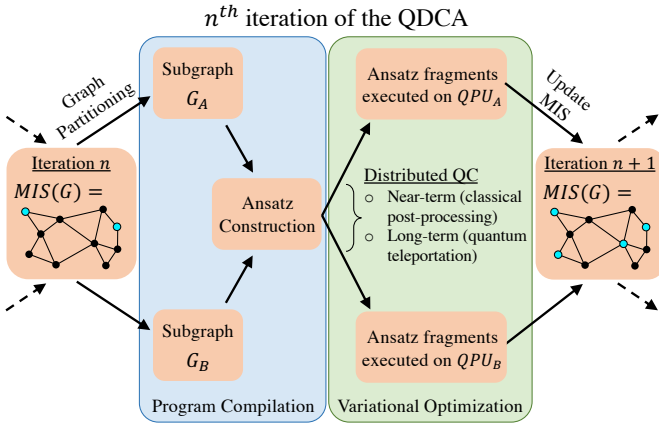 n^th iteration of the QDCA
Graph
Partitioning
Subgraph
G_A
Ansatz fragments
executed on QPU_A
Update
MIS
Iteration n
MIS(G) =
Ansatz
Construction
Distributed QC
○ Near-term (classical
post-processing)
○ Long-term (quantum
teleportation)
Iteration n + 1
MIS(G) =
Subgraph
G_B
Ansatz fragments
executed on QPU_B
Program Compilation
Variational Optimization